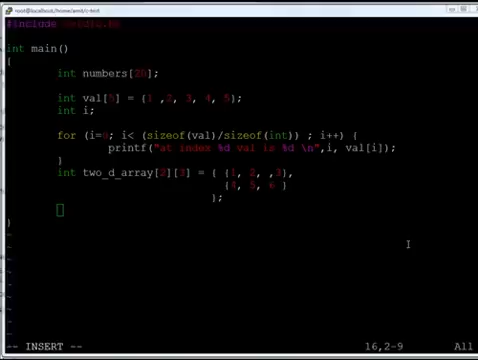 root@localhost:/home/amit/c-test
#include <stdio.h>
int main()
{
int numbers[20];
int val[5] = {1 ,2, 3, 4, 5};
int i;
for (i=0; i< (sizeof(val)/sizeof(int)) ; i++) {
printf("at index %d val is %d \n",i, val[i]);
}
int two_d_array[2][3] = { {1, 2, ,3},
{4, 5, 6 }
};
}
~
~
~
~
~
~
~
~
-- INSERT -- 16,2-9 All